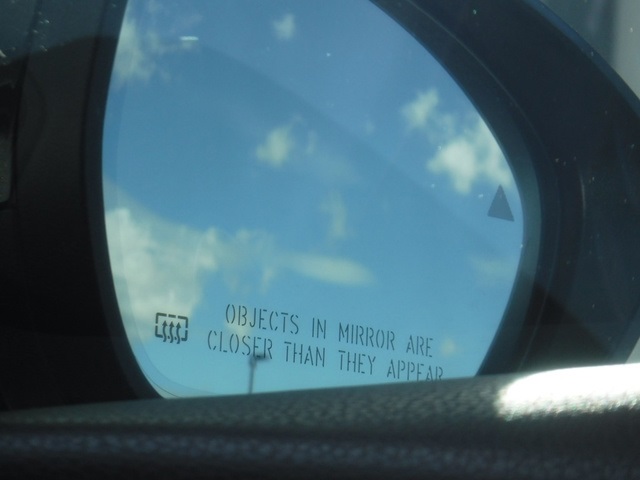 OBJECTS IN MIRROR ARE
CLOSER THAN THEY APPEAR